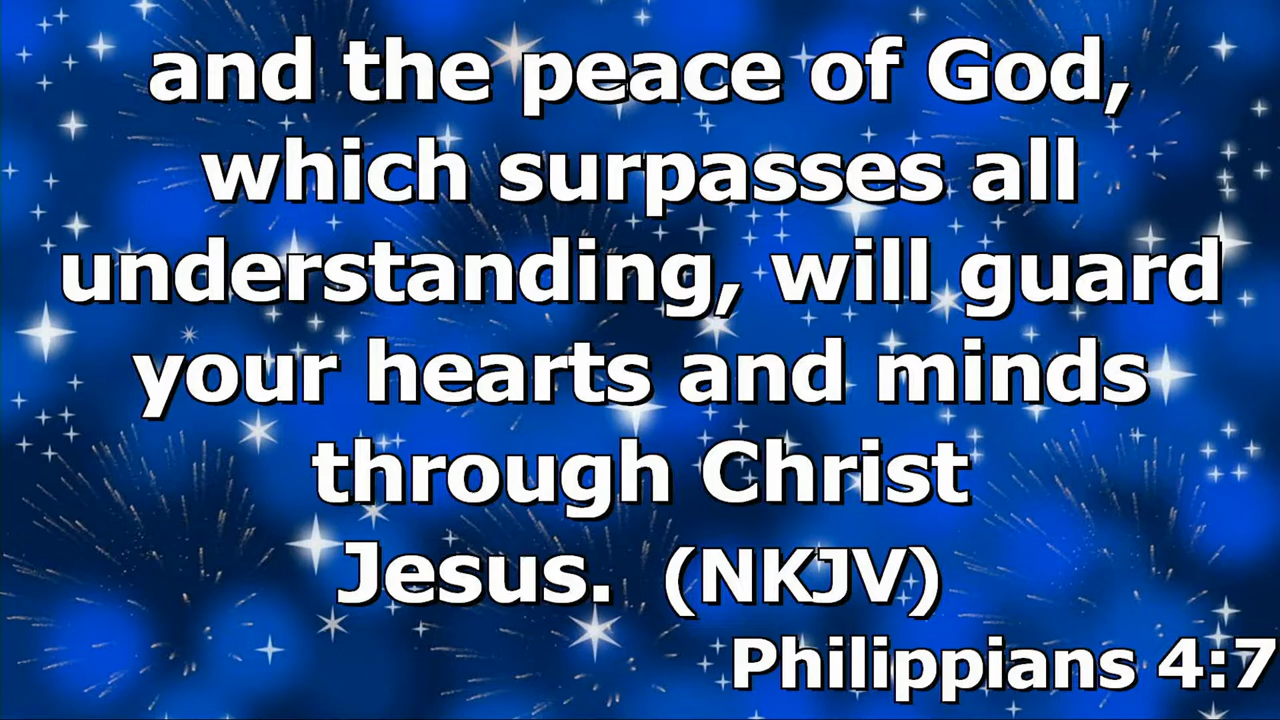 and the peace of God,
which surpasses all
understanding, will guard
your hearts and minds
through Christ
Jesus. (NKJV)
Philippians 4:7